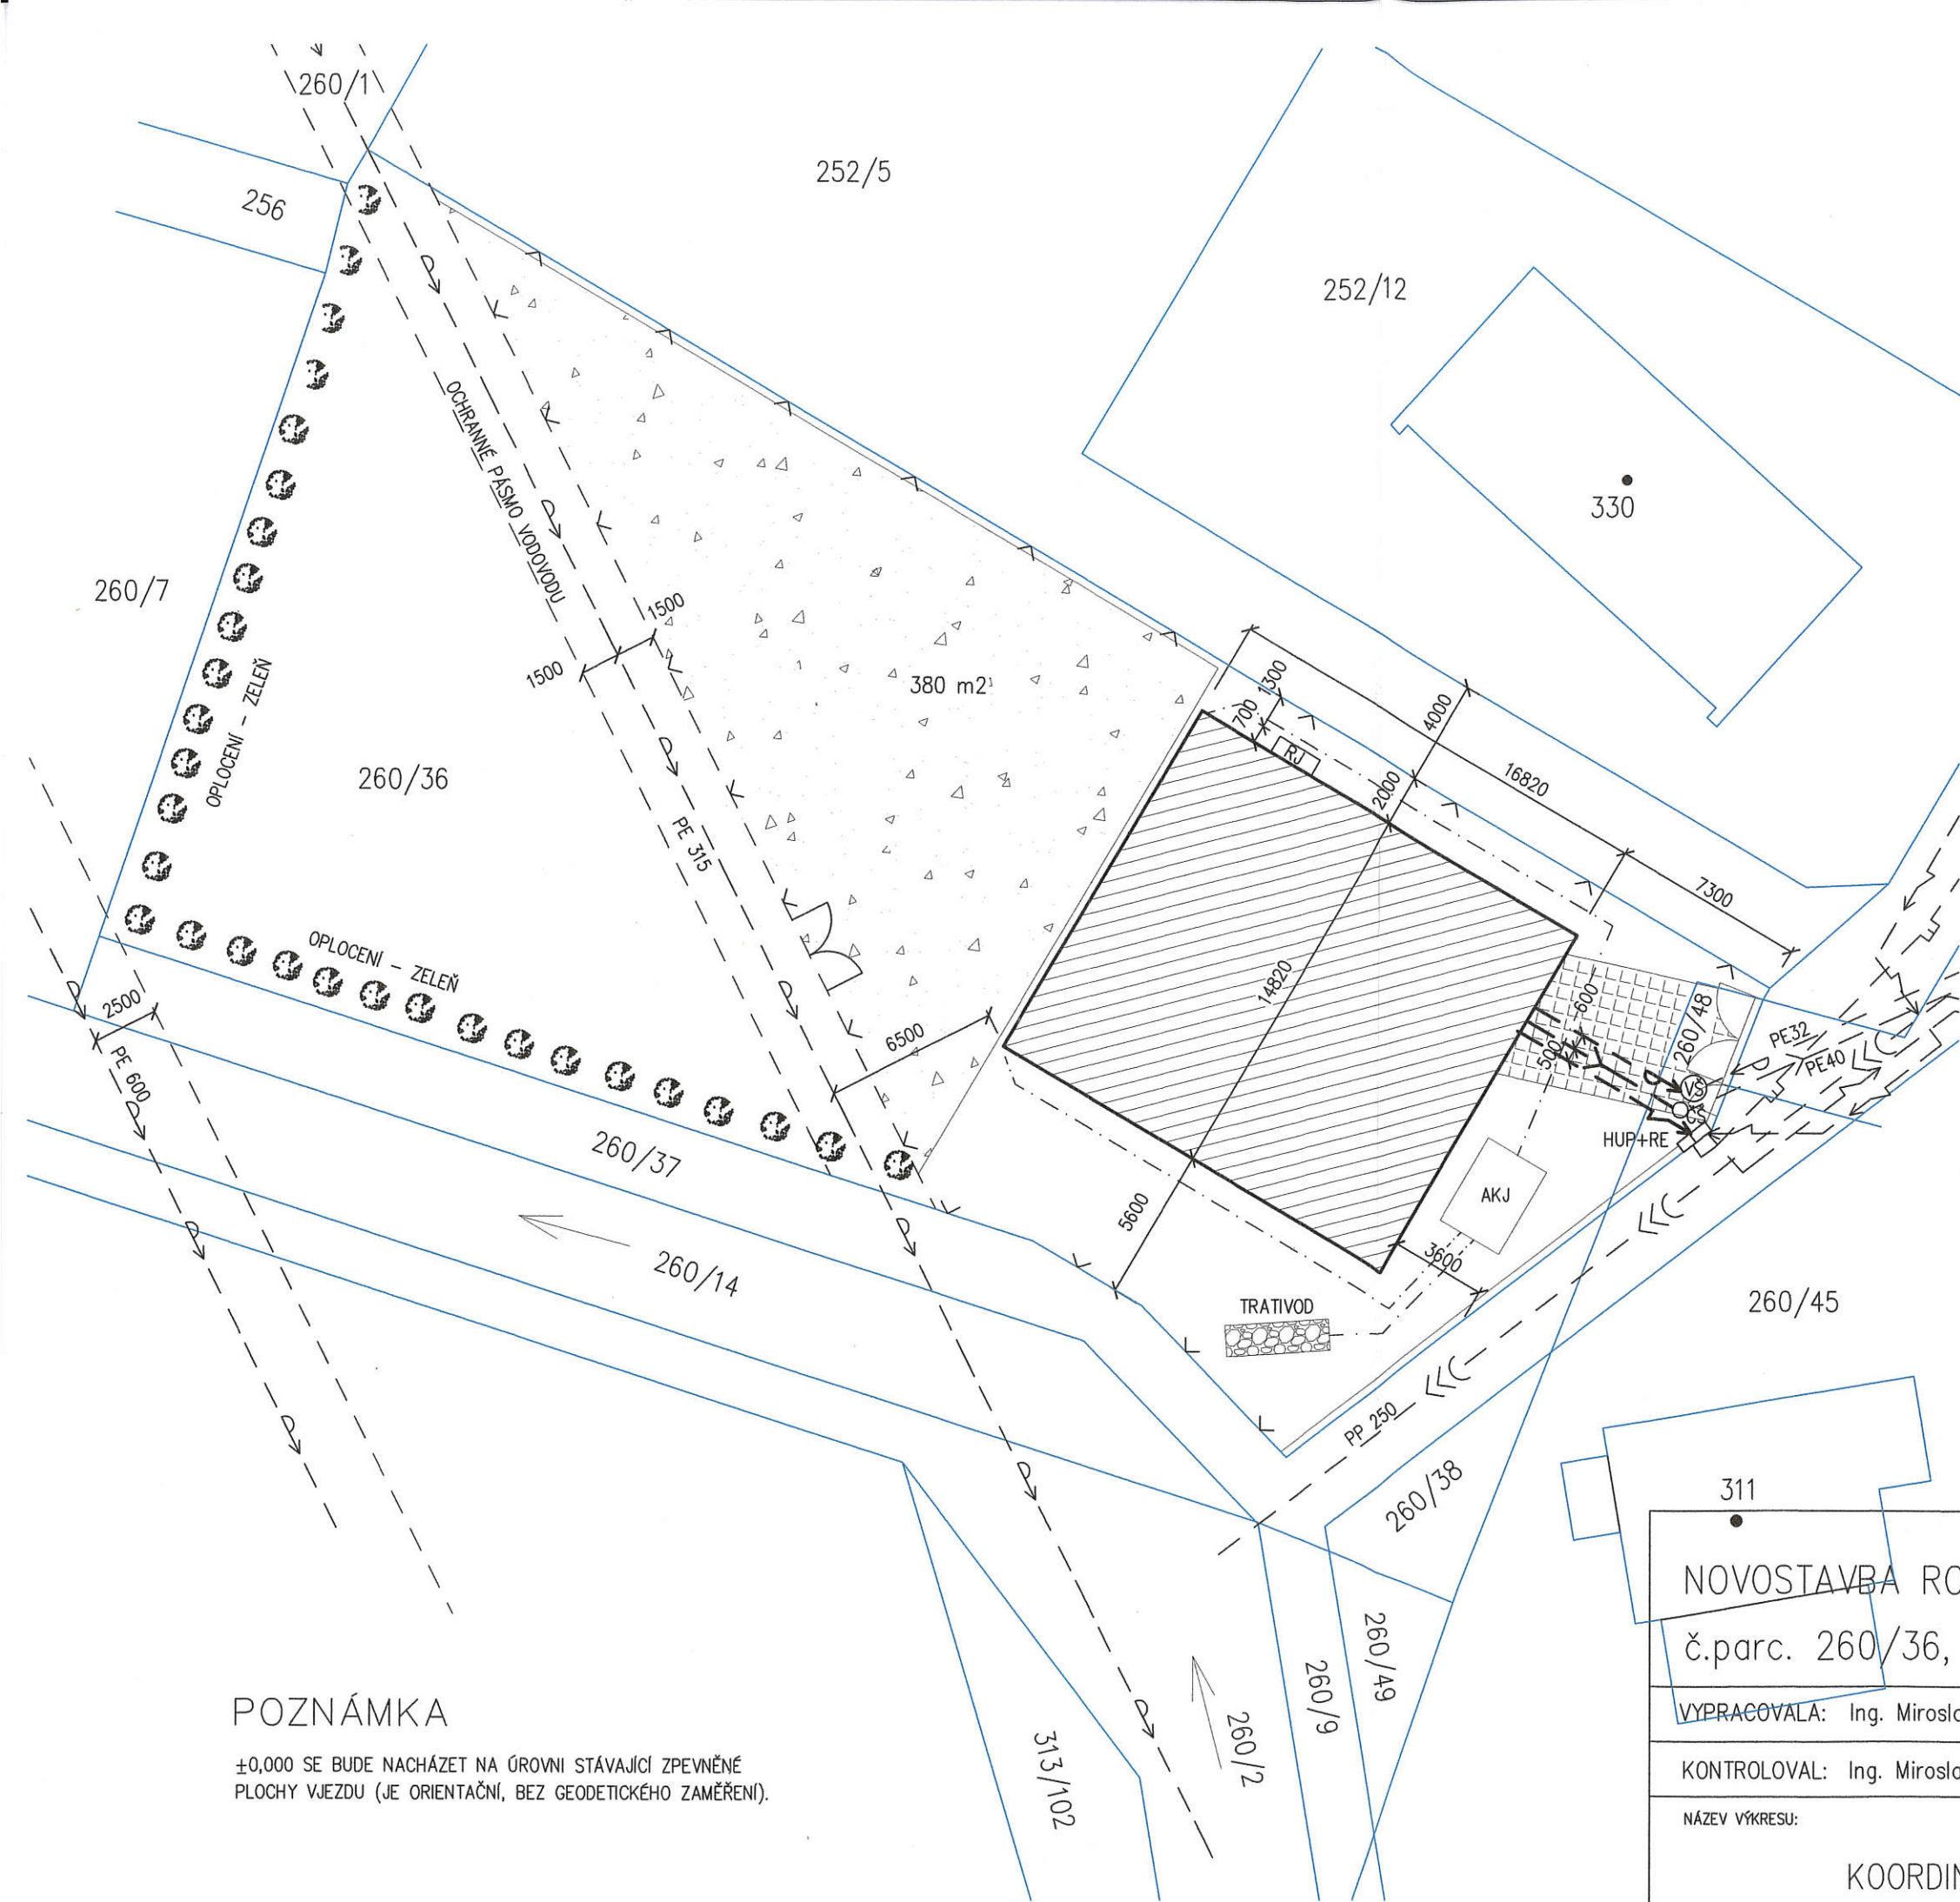 260/1
252/5
256
252/12
330
OCHRANNÉ PÁSMO VODOVODU
260/7
1500
1500
OPLOCENÍ - ZELEŇ
380 m2
1300
700
RJ
4000
2000
16820
7300
260/36
PE 315
OPLOCENÍ - ZELEŇ
14820
600
500
260/48
PE32
PE40
VŠ
ČŠ
HUP+RE
2500
PE 600
6500
260/37
5600
AKJ
3600
260/14
TRATIVOD
260/45
PP 250
260/38
311
260/49
260/9
260/2
313/102
POZNÁMKA
±0,000 SE BUDE NACHÁZET NA ÚROVNI STÁVAJÍCÍ ZPEVNĚNÉ
PLOCHY VJEZDU (JE ORIENTAČNÍ, BEZ GEODETICKÉHO ZAMĚŘENÍ).
NOVOSTAVBA RO
č.parc. 260/36,
VYPRACOVALA: Ing. Mirosla
KONTROLOVAL: Ing. Mirosla
NÁZEV VÝKRESU:
KOORDIN